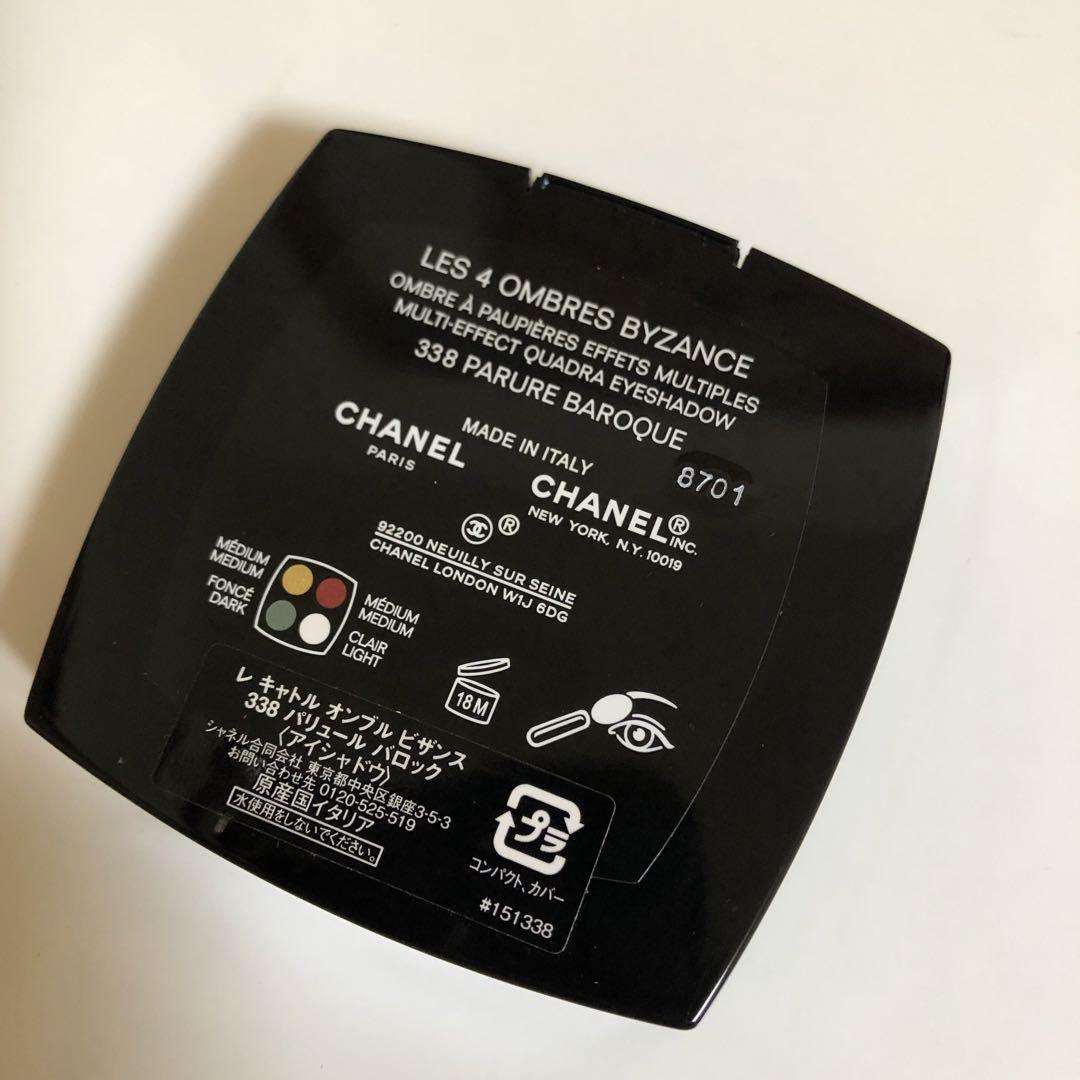 LES 4 OMBRES BYZANCE
OMBRE À PAUPIÈRES EFFETS MULTIPLES
MULTI-EFFECT QUADRA EYESHADOW
338 PARURE BAROQUE
MADE IN ITALY
8701
CHANEL
PARIS
CHANEL®
INC.
NEW YORK, N.Y. 10019
®
92200 NEUILLY SUR SEINE
CHANEL LONDON W1J 6DG
MÉDIUM
MEDIUM
FONCÉ
DARK
MÉDIUM
MEDIUM
CLAIR
LIGHT
18M
レ キャトル オンブル ビザンス
338 パリュール バロック
〈アイシャドウ〉
シャネル合同会社 東京都中央区銀座3-5-3
お問い合わせ先 0120-525-519
原産国イタリア
水使用をしないでください。
プラ
コンパクト、カバー
#151338